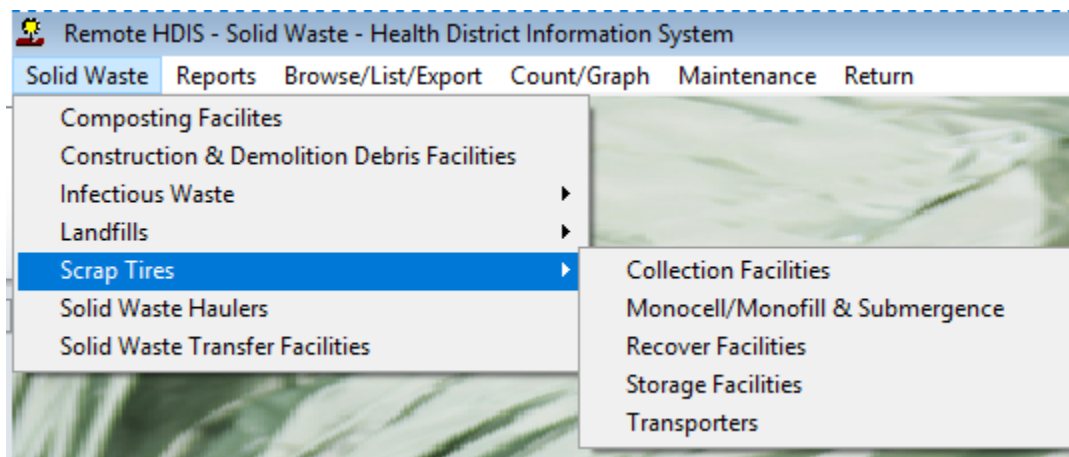 Remote HDIS - Solid Waste - Health District Information System
Solid Waste Reports Browse/List/Export Count/Graph Maintenance Return
Composting Facilites
Construction & Demolition Debris Facilities
Infectious Waste
Landfills
Scrap Tires
Solid Waste Haulers
Solid Waste Transfer Facilities
Collection Facilities
Monocell/Monofill & Submergence
Recover Facilities
Storage Facilities
Transporters